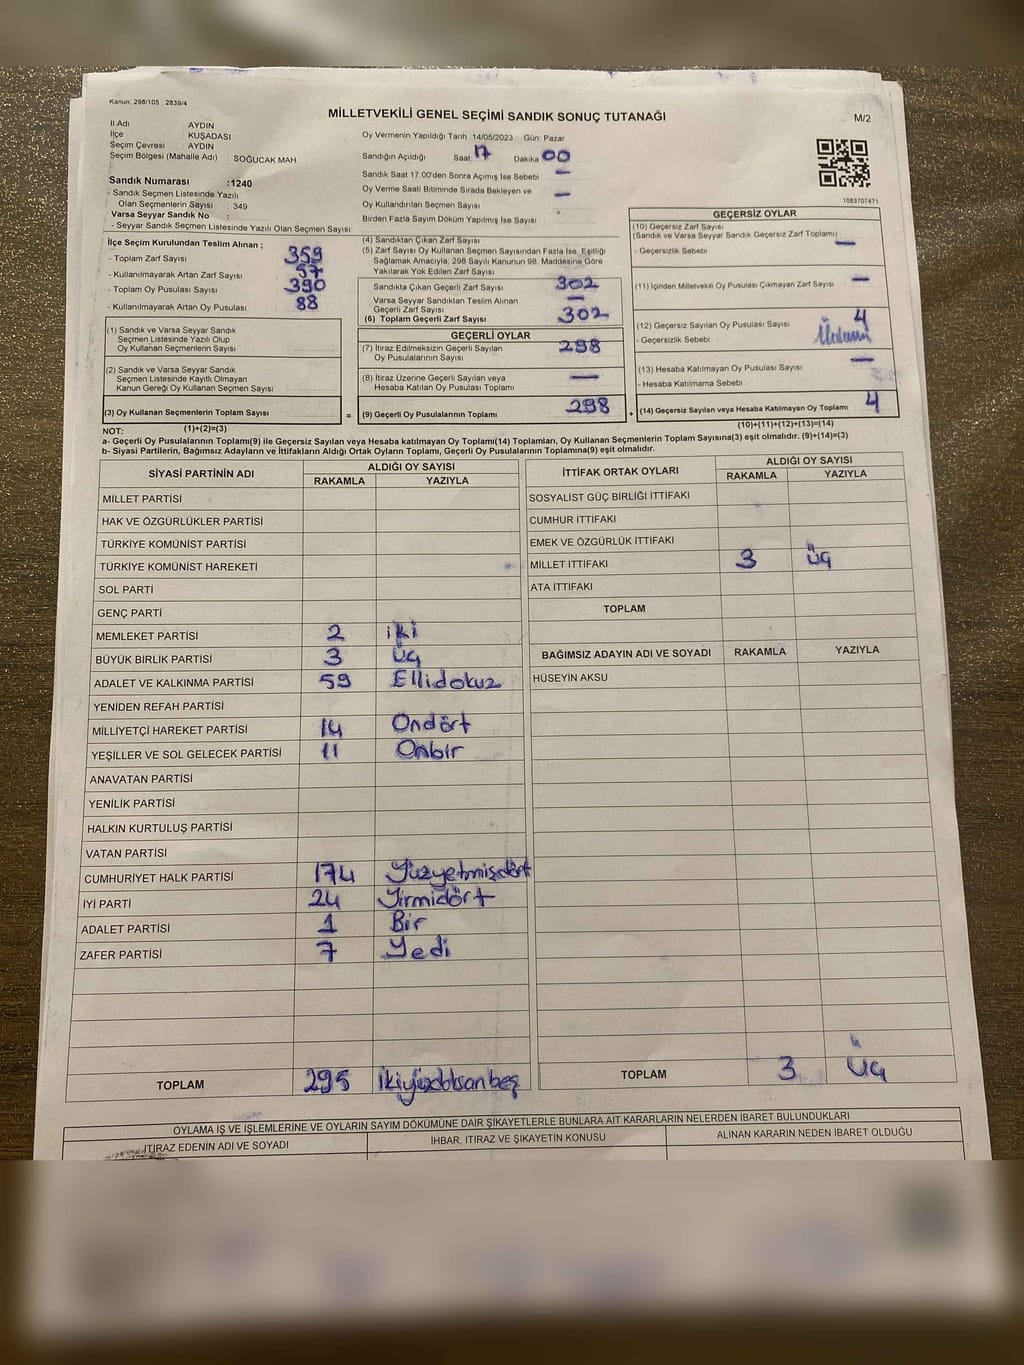 Kanun. 298/105 . 2839/4
MİLLETVEKİLİ GENEL SEÇİMİ SANDIK SONUÇ TUTANAĞI
M/2
İl Adı AYDIN
İlçe KUŞADASI
Seçim Çevresi AYDIN
Seçim Bölgesi (Mahalle Adı) SOĞUCAK MAH
Sandık Numarası :1240
- Sandık Seçmen Listesinde Yazılı
Olan Seçmenlerin Sayısı : 349
Varsa Seyyar Sandık No :
- Seyyar Sandık Seçmen Listesinde Yazılı Olan Seçmen Sayısı:
Oy Vermenin Yapıldığı Tarih 14/05/2023 Gün: Pazar
Sandığın Açıldığı Saat: 17 Dakika 00
Sandık Saat 17.00'den Sonra Açımış İse Sebebi —
Oy Verme Saati Bitiminde Sırada Bekleyen ve
Oy Kullandırılan Seçmen Sayısı —
Birden Fazla Sayım Döküm Yapılmış İse Sayısı
1083707471
İlçe Seçim Kurulundan Teslim Alınan ;
- Toplam Zarf Sayısı 359
- Kullanılmayarak Artan Zarf Sayısı 57
- Toplam Oy Pusulası Sayısı 390
- Kullanılmayarak Artan Oy Pusulası 88
(1) Sandık ve Varsa Seyyar Sandık
Seçmen Listesinde Yazılı Olup
Oy Kullanan Seçmenlerin Sayısı
(2) Sandık ve Varsa Seyyar Sandık
Seçmen Listesinde Kayıtlı Olmayan
Kanun Gereği Oy Kullanan Seçmen Sayısı
(3) Oy Kullanan Seçmenlerin Toplam Sayısı =
(4) Sandıktan Çıkan Zarf Sayısı
(5) Zarf Sayısı Oy Kullanan Seçmen Sayısından Fazla İse, Eşitliği
Sağlamak Amacıyla; 298 Sayılı Kanunun 98. Maddesine Göre
Yakılarak Yok Edilen Zarf Sayısı
Sandıkta Çıkan Geçerli Zarf Sayısı 302
Varsa Seyyar Sandıktan Teslim Alınan
Geçerli Zarf Sayısı —
(6) Toplam Geçerli Zarf Sayısı 302
GEÇERLİ OYLAR
(7) İtiraz Edilmeksizin Geçerli Sayılan
Oy Pusulalarının Sayısı 298
(8) İtiraz Üzerine Geçerli Sayılan veya
Hesaba Katılan Oy Pusulası Toplamı —
(9) Geçerli Oy Pusulalarının Toplamı 298 +
GEÇERSİZ OYLAR
(10) Geçersiz Zarf Sayısı
(Sandık ve Varsa Seyyar Sandık Geçersiz Zarf Toplamı) —
- Geçersizlik Sebebi
(11) İçinden Milletvekili Oy Pusulası Çıkmayan Zarf Sayısı —
(12) Geçersiz Sayılan Oy Pusulası Sayısı 4
- Geçersizlik Sebebi
(13) Hesaba Katılmayan Oy Pusulası Sayısı —
- Hesaba Katılmama Sebebi
(14) Geçersiz Sayılan veya Hesaba Katılmayan Oy Toplamı 4
NOT: (1)+(2)=(3)
(10)+(11)+(12)+(13)=(14)
a- Geçerli Oy Pusulalarının Toplamı(9) ile Geçersiz Sayılan veya Hesaba katılmayan Oy Toplamı(14) Toplamları, Oy Kullanan Seçmenlerin Toplam Sayısına(3) eşit olmalıdır. (9)+(14)=(3)
b- Siyasi Partilerin, Bağımsız Adayların ve İttifakların Aldığı Oyların Toplamı, Geçerli Oy Pusulalarının Toplamına(9) eşit olmalıdır.
SİYASİ PARTİNİN ADI ALDIĞI OY SAYISI
RAKAMLA YAZIYLA
MİLLET PARTİSİ
HAK VE ÖZGÜRLÜKLER PARTİSİ
TÜRKİYE KOMÜNİST PARTİSİ
TÜRKİYE KOMÜNİST HAREKETİ
SOL PARTİ
GENÇ PARTİ
MEMLEKET PARTİSİ 2 iki
BÜYÜK BİRLİK PARTİSİ 3 üç
ADALET VE KALKINMA PARTİSİ 59 Ellidokuz
YENİDEN REFAH PARTİSİ
MİLLİYETÇİ HAREKET PARTİSİ 14 Ondört
YEŞİLLER VE SOL GELECEK PARTİSİ 11 Onbir
ANAVATAN PARTİSİ
YENİLİK PARTİSİ
HALKIN KURTULUŞ PARTİSİ
VATAN PARTİSİ
CUMHURİYET HALK PARTİSİ 174 Yüzyetmişdört
İYİ PARTİ 24 Yirmidört
ADALET PARTİSİ 1 Bir
ZAFER PARTİSİ 7 Yedi
TOPLAM 295 ikiyüzdoksanbeş
İTTİFAK ORTAK OYLARI ALDIĞI OY SAYISI
RAKAMLA YAZIYLA
SOSYALİST GÜÇ BİRLİĞİ İTTİFAKI
CUMHUR İTTİFAKI
EMEK VE ÖZGÜRLÜK İTTİFAKI
MİLLET İTTİFAKI 3 üç
ATA İTTİFAKI
TOPLAM
BAĞIMSIZ ADAYIN ADI VE SOYADI RAKAMLA YAZIYLA
HÜSEYİN AKSU
TOPLAM 3 üç
OYLAMA İŞ VE İŞLEMLERİNE VE OYLARIN SAYIM DÖKÜMÜNE DAİR ŞİKAYETLERLE BUNLARA AİT KARARLARIN NELERDEN İBARET BULUNDUKLARI
İTİRAZ EDENİN ADI VE SOYADI İHBAR, İTİRAZ VE ŞİKAYETİN KONUSU ALINAN KARARIN NEDEN İBARET OLDUĞU